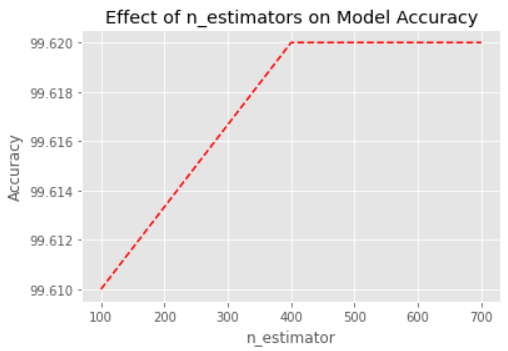 Effect of n_estimators on Model Accuracy
99.620
99.618
99.616
99.614
99.612
99.610
Accuracy
100 200 300 400 500 600 700
n_estimator